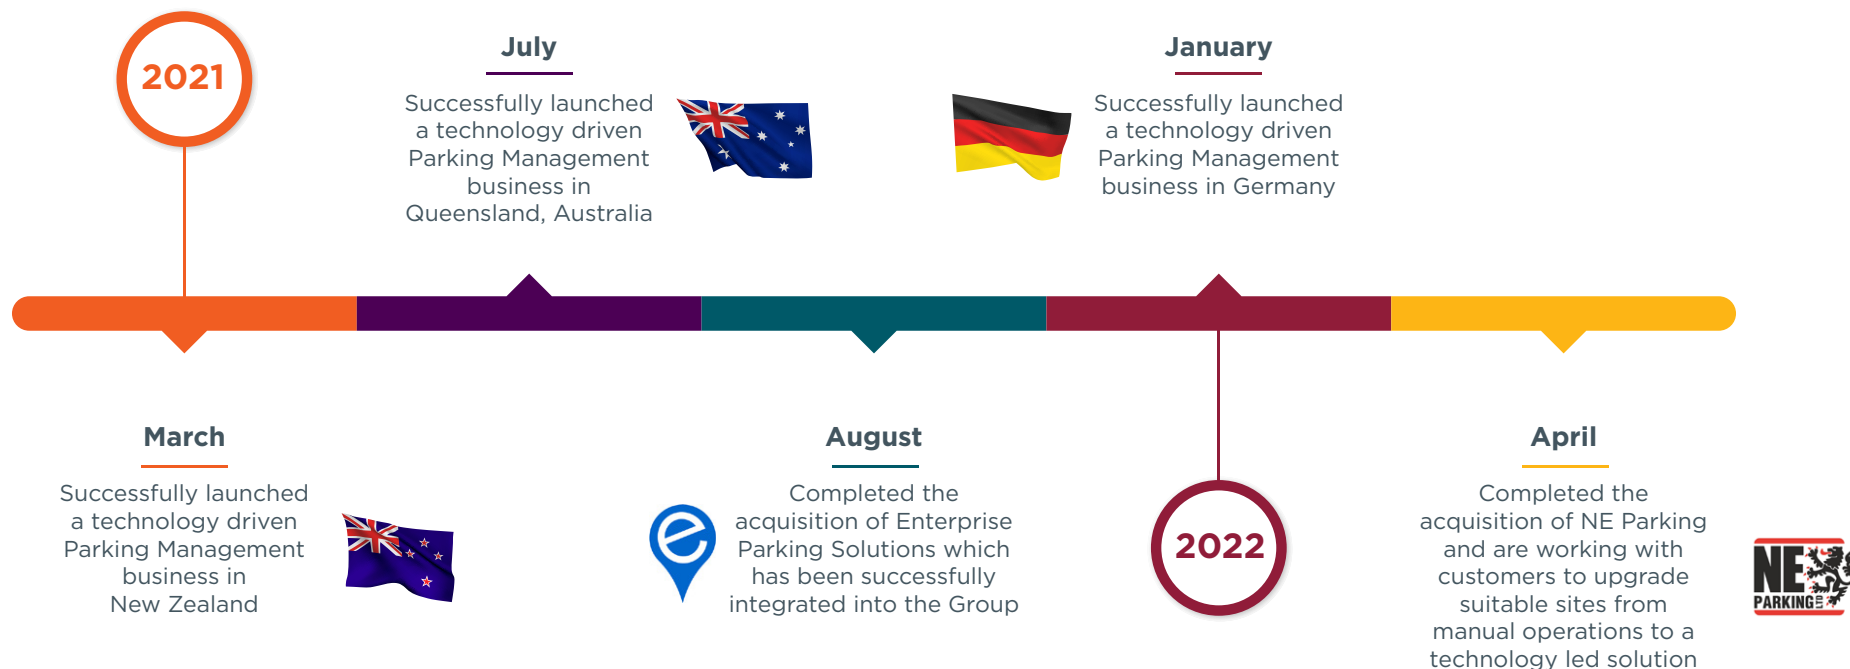 2021
July
Successfully launched
a technology driven
Parking Management
business in
Queensland, Australia
January
Successfully launched
a technology driven
Parking Management
business in Germany
March
Successfully launched
a technology driven
Parking Management
business in
New Zealand
August
Completed the
acquisition of Enterprise
Parking Solutions which
has been successfully
integrated into the Group
e
2022
April
Completed the
acquisition of NE Parking
and are working with
customers to upgrade
suitable sites from
manual operations to a
technology led solution
NE
PARKING LTD